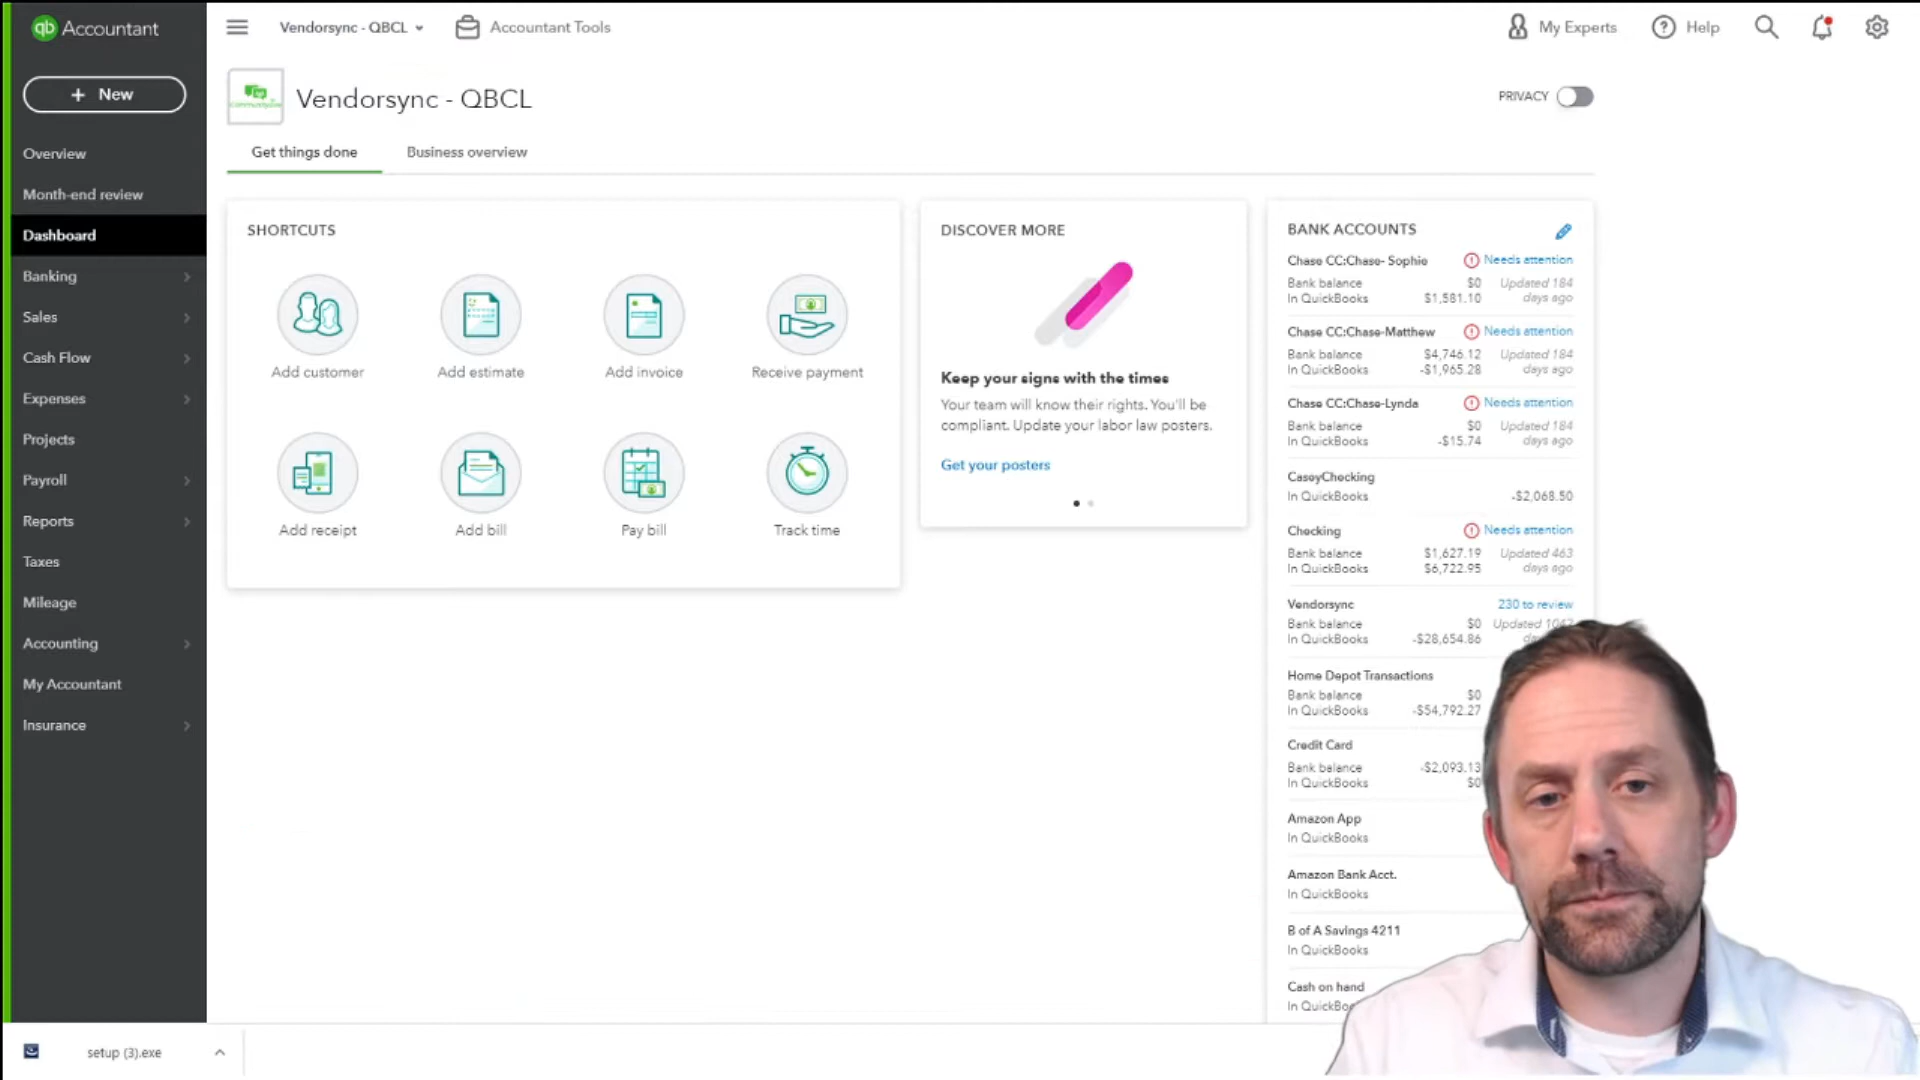 qb Accountant
Vendorsync - QBCL
Accountant Tools
My Experts
Help
+ New
Vendorsync - QBCL
PRIVACY
Get things done
Business overview
Overview
Month-end review
Dashboard
Banking
Sales
Cash Flow
Expenses
Projects
Payroll
Reports
Taxes
Mileage
Accounting
My Accountant
Insurance
SHORTCUTS
Add customer
Add estimate
Add invoice
Receive payment
Add receipt
Add bill
Pay bill
Track time
DISCOVER MORE
Keep your signs with the times
Your team will know their rights. You'll be
compliant. Update your labor law posters.
Get your posters
BANK ACCOUNTS
Chase CC:Chase- Sophie Needs attention
Bank balance $0 Updated 184
In QuickBooks $1,581.10 days ago
Chase CC:Chase-Matthew Needs attention
Bank balance $4,746.12 Updated 184
In QuickBooks -$1,965.28 days ago
Chase CC:Chase-Lynda Needs attention
Bank balance $0 Updated 184
In QuickBooks -$15.74 days ago
CaseyChecking
In QuickBooks -$2,068.50
Checking Needs attention
Bank balance $1,627.19 Updated 463
In QuickBooks $6,722.95 days ago
Vendorsync 230 to review
Bank balance $0 Updated
In QuickBooks -$28,654.86
Home Depot Transactions
Bank balance $0
In QuickBooks -$54,792.27
Credit Card
Bank balance -$2,093.13
In QuickBooks $0
Amazon App
In QuickBooks
Amazon Bank Acct.
In QuickBooks
B of A Savings 4211
In QuickBooks
Cash on hand
In
setup (3).exe